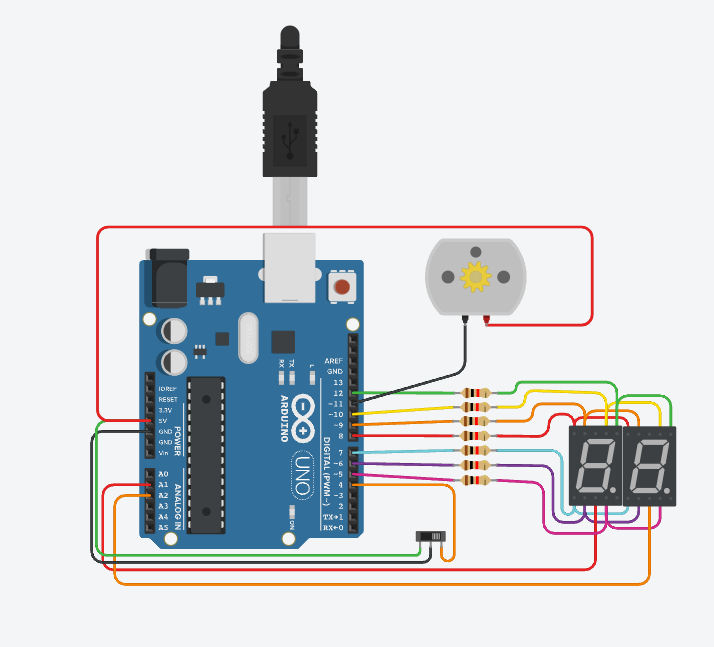 AREF
GND
13
12
~11
~10
~9
8
7
~6
~5
4
~3
2
TX→1
RX←0
DIGITAL (PWM~)
RX
TX
L
ARDUINO
UNO
ON
IOREF
RESET
3.3V
5V
GND
GND
Vin
POWER
A0
A1
A2
A3
A4
A5
ANALOG IN
8.
8.